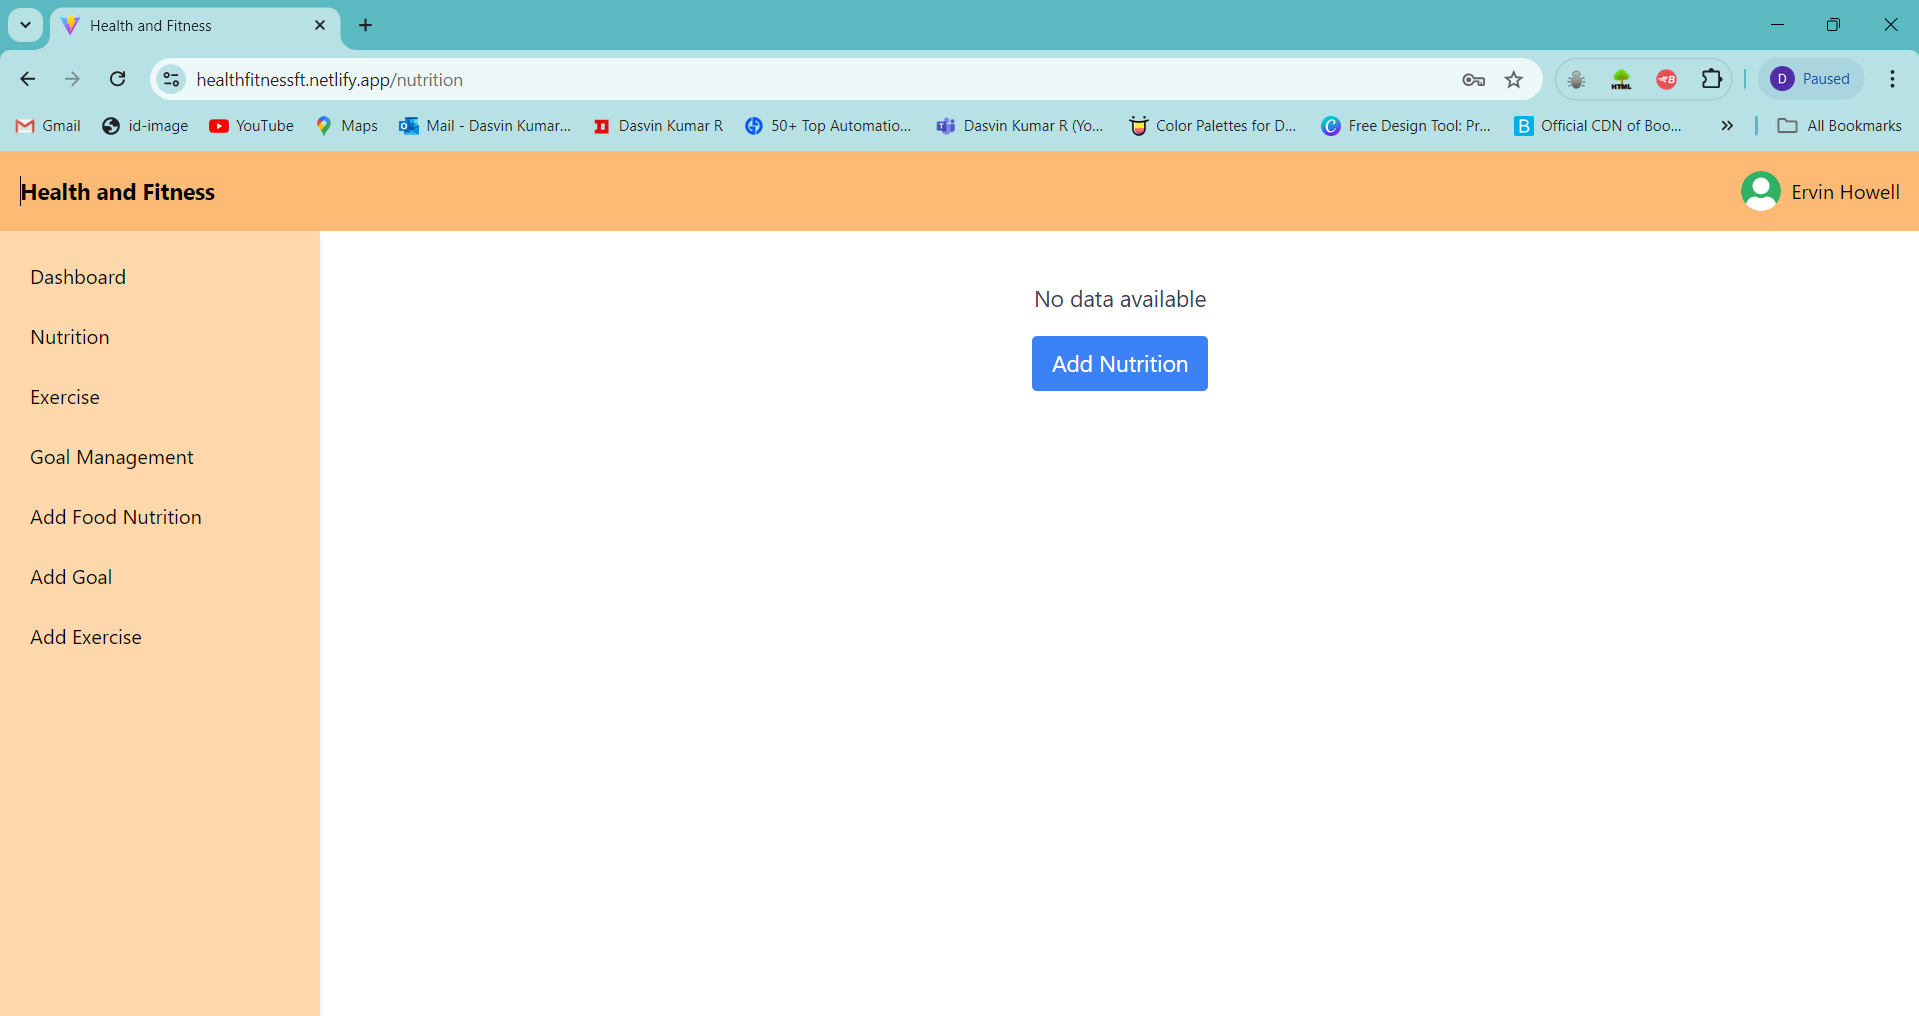 Health and Fitness
healthfitnessft.netlify.app/nutrition
D Paused
Gmail id-image YouTube Maps Mail - Dasvin Kumar... Dasvin Kumar R 50+ Top Automatio... Dasvin Kumar R (Yo... Color Palettes for D... Free Design Tool: Pr... Official CDN of Boo... » All Bookmarks
Health and Fitness
Ervin Howell
Dashboard
Nutrition
Exercise
Goal Management
Add Food Nutrition
Add Goal
Add Exercise
No data available
Add Nutrition